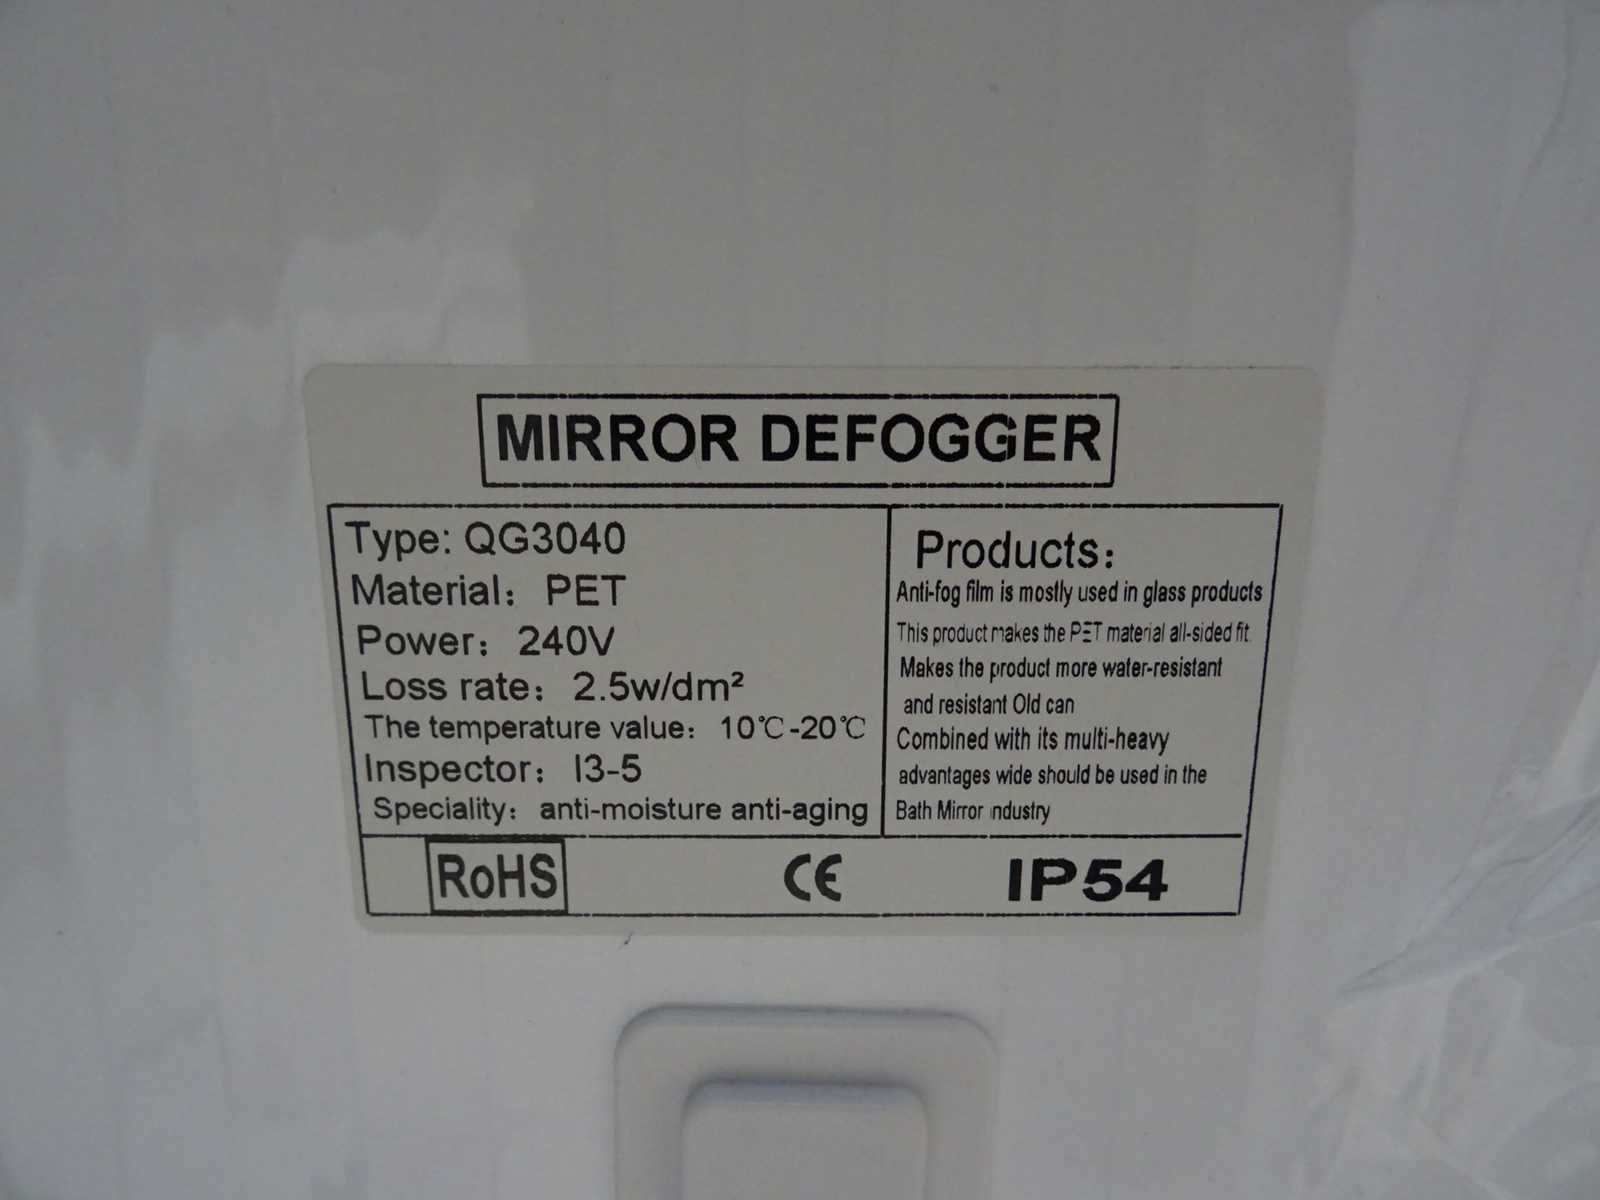 MIRROR DEFOGGER
Type: QG3040
Material: PET
Power: 240V
Loss rate: 2.5w/dm²
The temperature value: 10℃-20℃
Inspector: I3-5
Speciality: anti-moisture anti-aging
Products:
Anti-fog film is mostly used in glass products
This product makes the PET material all-sided fit
Makes the product more water-resistant
and resistant Old can
Combined with its multi-heavy
advantages wide should be used in the
Bath Mirror industry
RoHS
CE
IP54